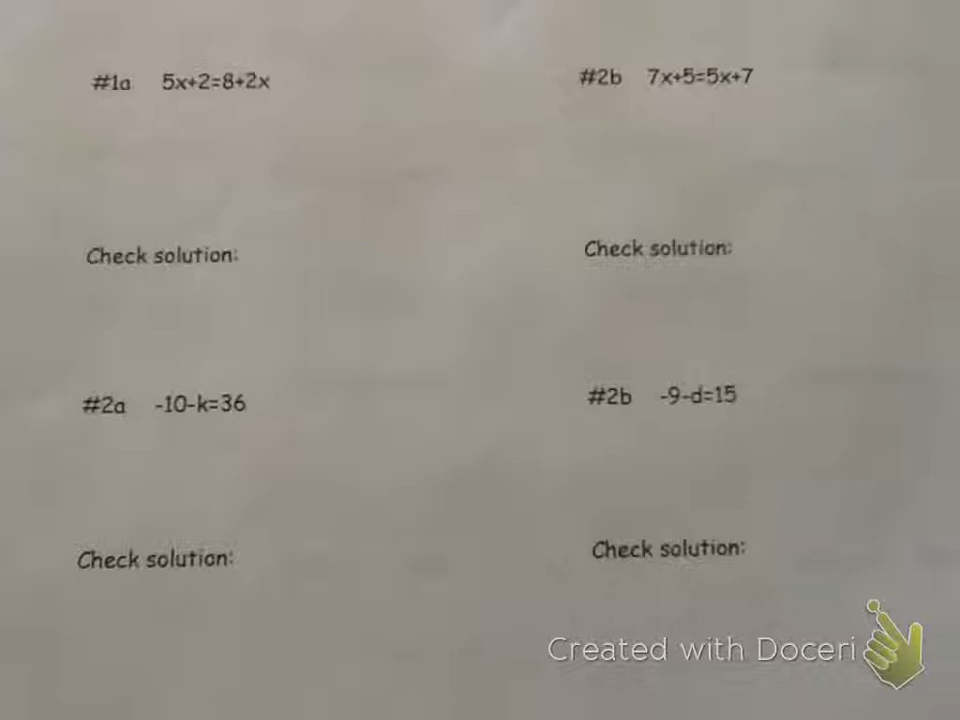 #1a 5x+2=8+2x
#2b 7x+5=5x+7
Check solution:
Check solution:
#2a -10-k=36
#2b -9-d=15
Check solution:
Check solution:
Created with Doceri